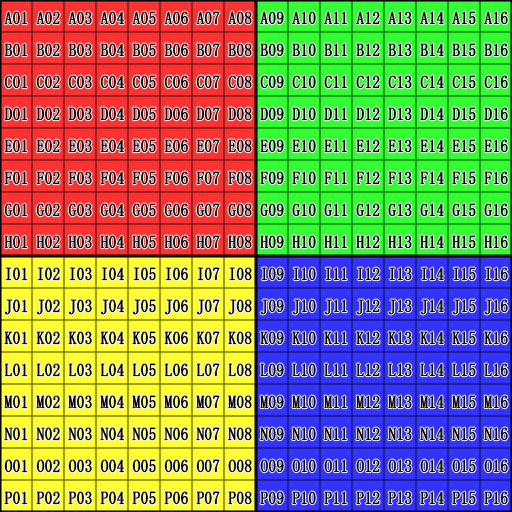 A01 A02 A03 A04 A05 A06 A07 A08 A09 A10 A11 A12 A13 A14 A15 A16
B01 B02 B03 B04 B05 B06 B07 B08 B09 B10 B11 B12 B13 B14 B15 B16
C01 C02 C03 C04 C05 C06 C07 C08 C09 C10 C11 C12 C13 C14 C15 C16
D01 D02 D03 D04 D05 D06 D07 D08 D09 D10 D11 D12 D13 D14 D15 D16
E01 E02 E03 E04 E05 E06 E07 E08 E09 E10 E11 E12 E13 E14 E15 E16
F01 F02 F03 F04 F05 F06 F07 F08 F09 F10 F11 F12 F13 F14 F15 F16
G01 G02 G03 G04 G05 G06 G07 G08 G09 G10 G11 G12 G13 G14 G15 G16
H01 H02 H03 H04 H05 H06 H07 H08 H09 H10 H11 H12 H13 H14 H15 H16
I01 I02 I03 I04 I05 I06 I07 I08 I09 I10 I11 I12 I13 I14 I15 I16
J01 J02 J03 J04 J05 J06 J07 J08 J09 J10 J11 J12 J13 J14 J15 J16
K01 K02 K03 K04 K05 K06 K07 K08 K09 K10 K11 K12 K13 K14 K15 K16
L01 L02 L03 L04 L05 L06 L07 L08 L09 L10 L11 L12 L13 L14 L15 L16
M01 M02 M03 M04 M05 M06 M07 M08 M09 M10 M11 M12 M13 M14 M15 M16
N01 N02 N03 N04 N05 N06 N07 N08 N09 N10 N11 N12 N13 N14 N15 N16
O01 O02 O03 O04 O05 O06 O07 O08 O09 O10 O11 O12 O13 O14 O15 O16
P01 P02 P03 P04 P05 P06 P07 P08 P09 P10 P11 P12 P13 P14 P15 P16